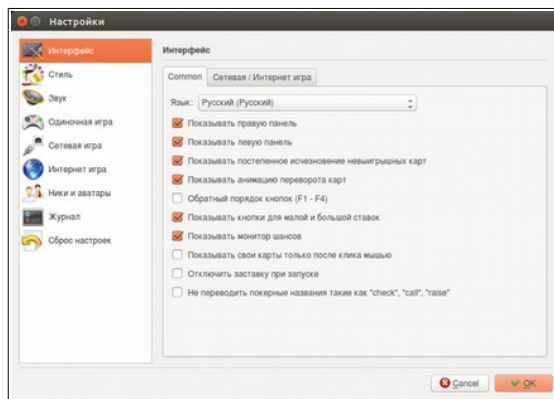 Настройки
Интерфейс
Стиль
Звук
Одиночная игра
Сетевая игра
Интернет игра
Ники и аватары
Журнал
Сброс настроек
Интерфейс
Common
Сетевая / Интернет игра
Язык: Русский (Русский)
Показывать правую панель
Показывать левую панель
Показывать постепенное исчезновение невыигрышных карт
Показывать анимацию переворота карт
Обратный порядок кнопок (F1 - F4)
Показывать кнопки для малой и большой ставок
Показывать монитор шансов
Показывать свои карты только после клика мышью
Отключить заставку при запуске
Не переводить покерные названия такие как "check", "call", "raise"
Cancel
OK